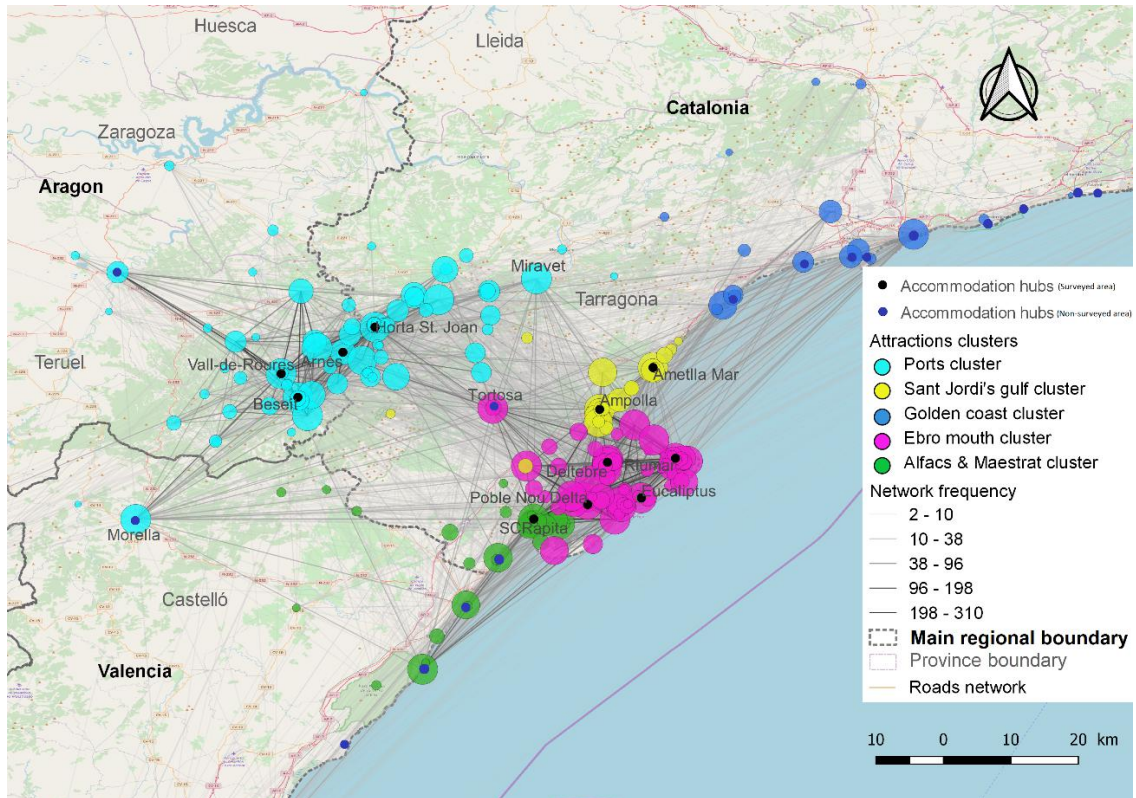 Huesca
Lleida
Zaragoza
Catalonia
Aragon
Miravet
Tarragona
Horta St. Joan
Teruel
Vall-de-Roures
Arnes
Beseit
Ametlla Mar
Tortosa
Ampolla
Deltebre
Riumar
Poble Nou Delta
Eucaliptus
SCRapita
Morella
Castelló
Valencia
Accommodation hubs (Surveyed area)
Accommodation hubs (Non-surveyed area)
Attractions clusters
Ports cluster
Sant Jordi's gulf cluster
Golden coast cluster
Ebro mouth cluster
Alfacs & Maestrat cluster
Network frequency
2 - 10
10 - 38
38 - 96
96 - 198
198 - 310
Main regional boundary
Province boundary
Roads network
10 0 10 20 km